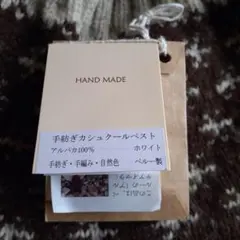 HAND MADE
手紡ぎカシュクールベスト
アルパカ100% ホワイト
手紡ぎ・手編み・自然色 ペルー製